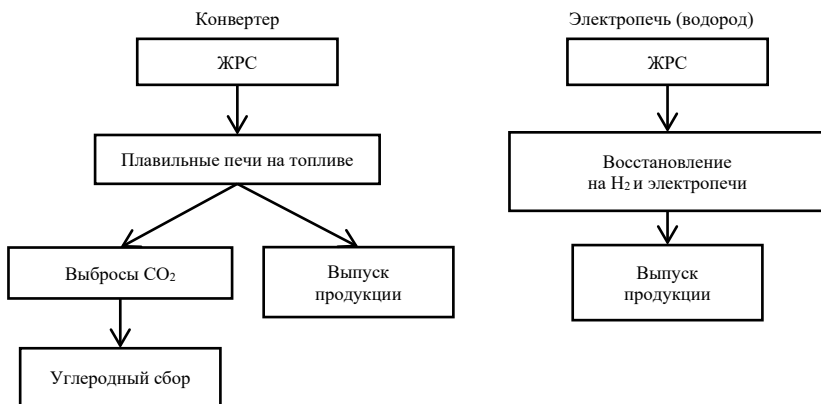 Конвертер
ЖРС
Плавильные печи на топливе
Выбросы CO₂
Выпуск
продукции
Углеродный сбор
Электропечь (водород)
ЖРС
Восстановление
на H₂ и электропечи
Выпуск
продукции